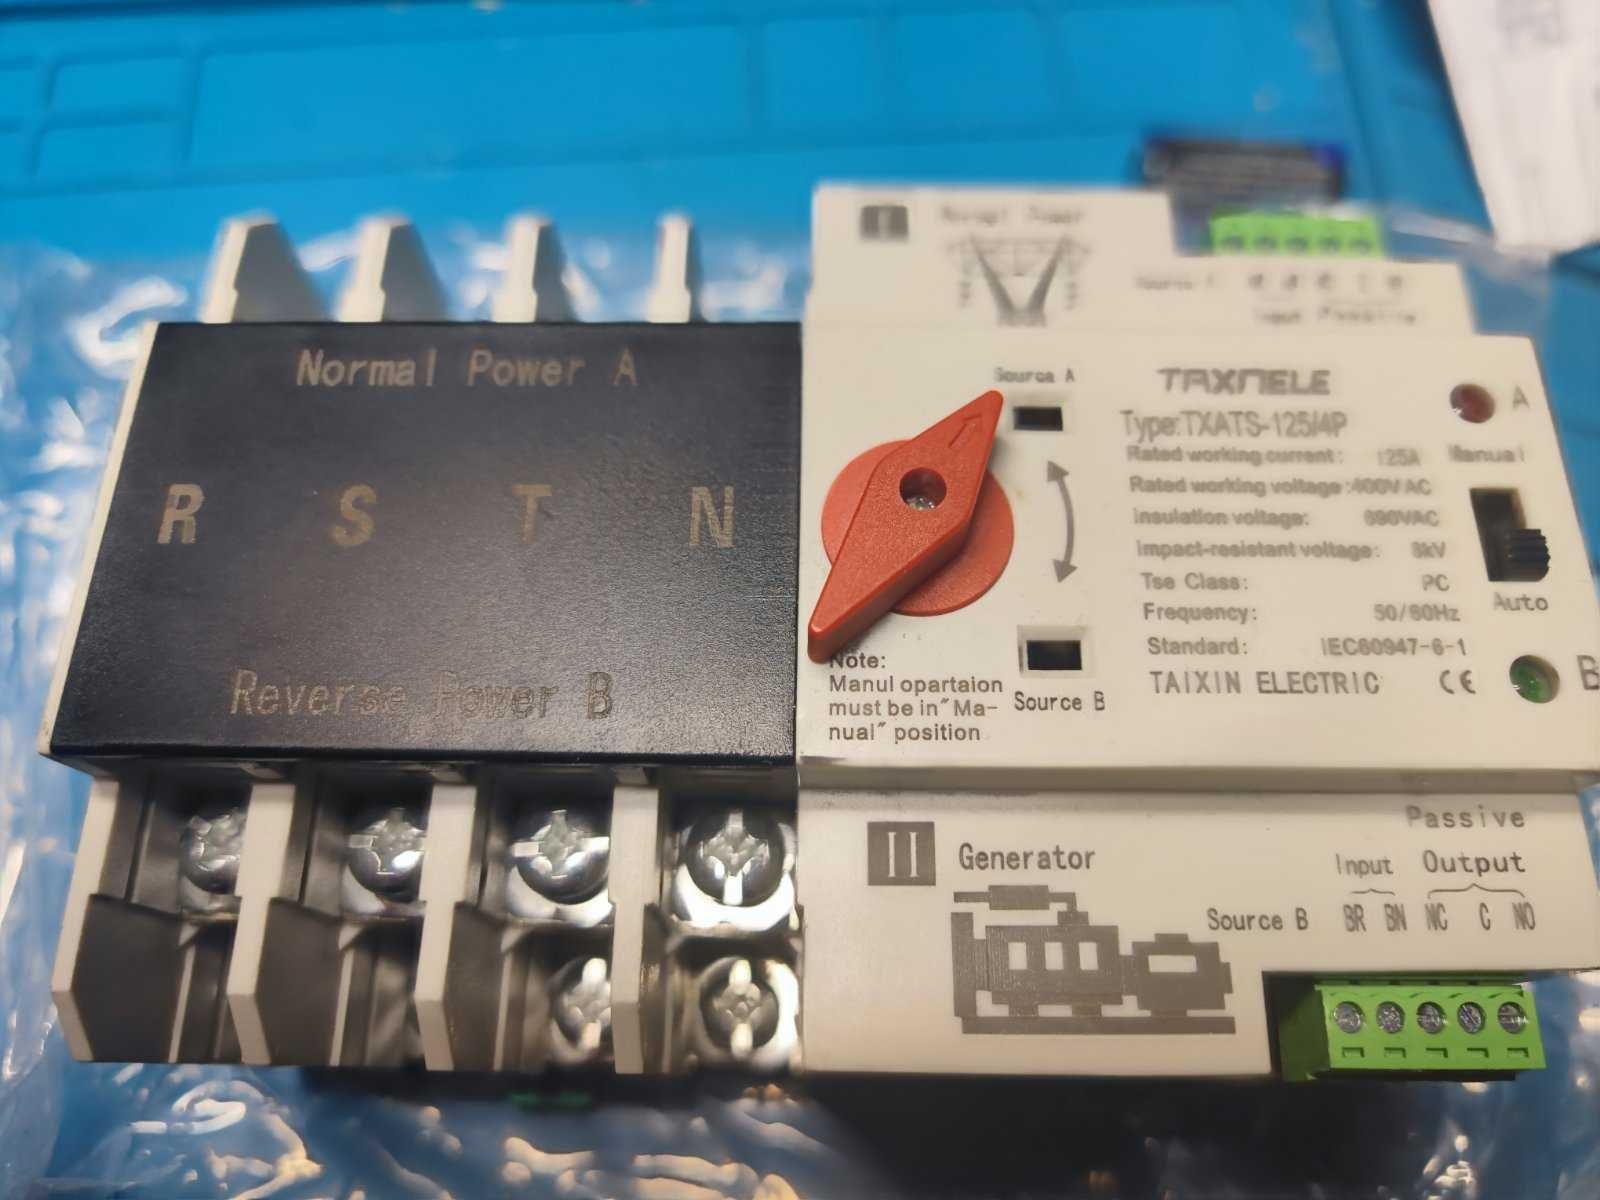 Normal Power A
R S T N
Reverse Power B
I
Power
Source A
Source B
Note:
Manul opartaion
must be in"Ma-
nual" position
TAXNELE
Type:TXATS-125/4P
Rated working current: 125A
Rated working voltage:400V AC
Insulation voltage: 690VAC
Impact-resistant voltage: 8kV
Tse Class: PC
Frequency: 50/60Hz
Standard: IEC60947-6-1
TAIXIN ELECTRIC CE
A
Manual
Auto
B
II Generator
Passive
Input Output
Source B BR BN NC C NO